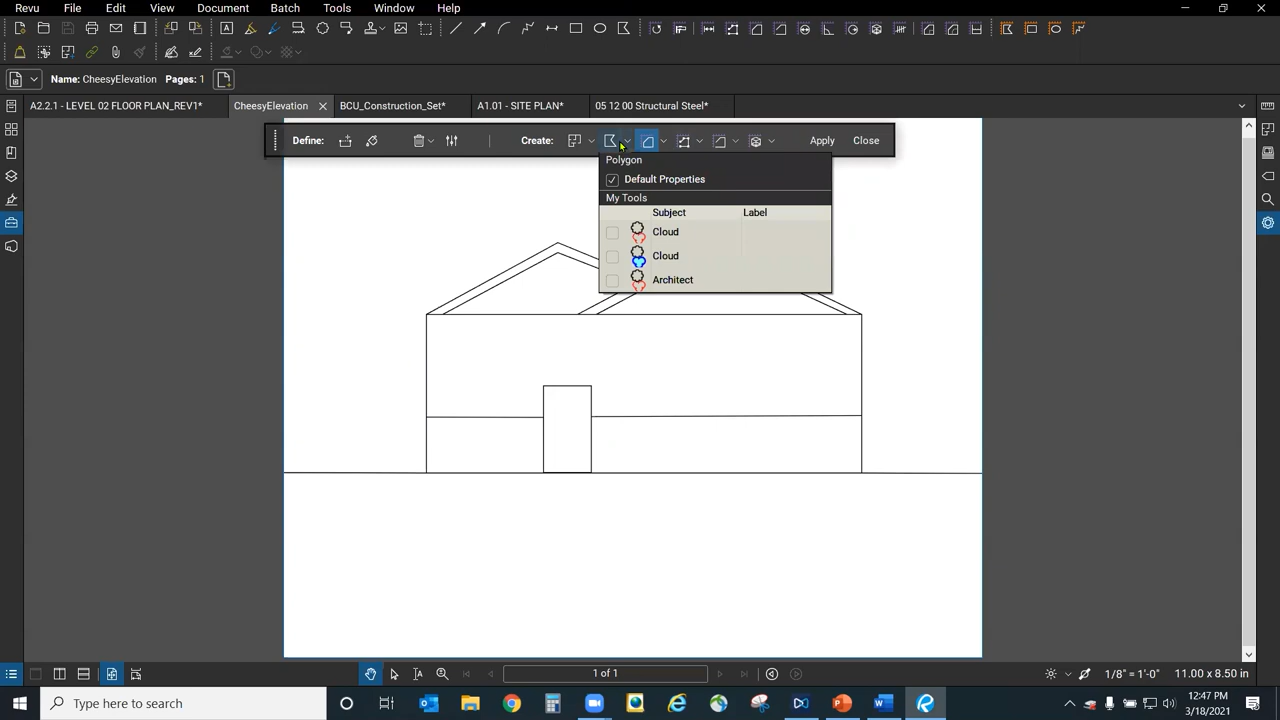 Revu File Edit View Document Batch Tools Window Help
Name: CheesyElevation Pages: 1
A2.2.1 - LEVEL 02 FLOOR PLAN_REV1* CheesyElevation BCU_Construction_Set* A1.01 - SITE PLAN* 05 12 00 Structural Steel*
Define: Create: Apply Close
Polygon
Default Properties
My Tools
Subject Label
Cloud
Cloud
Architect
1 of 1 1/8" = 1'-0" 11.00 x 8.50 in
Type here to search
12:47 PM
3/18/2021